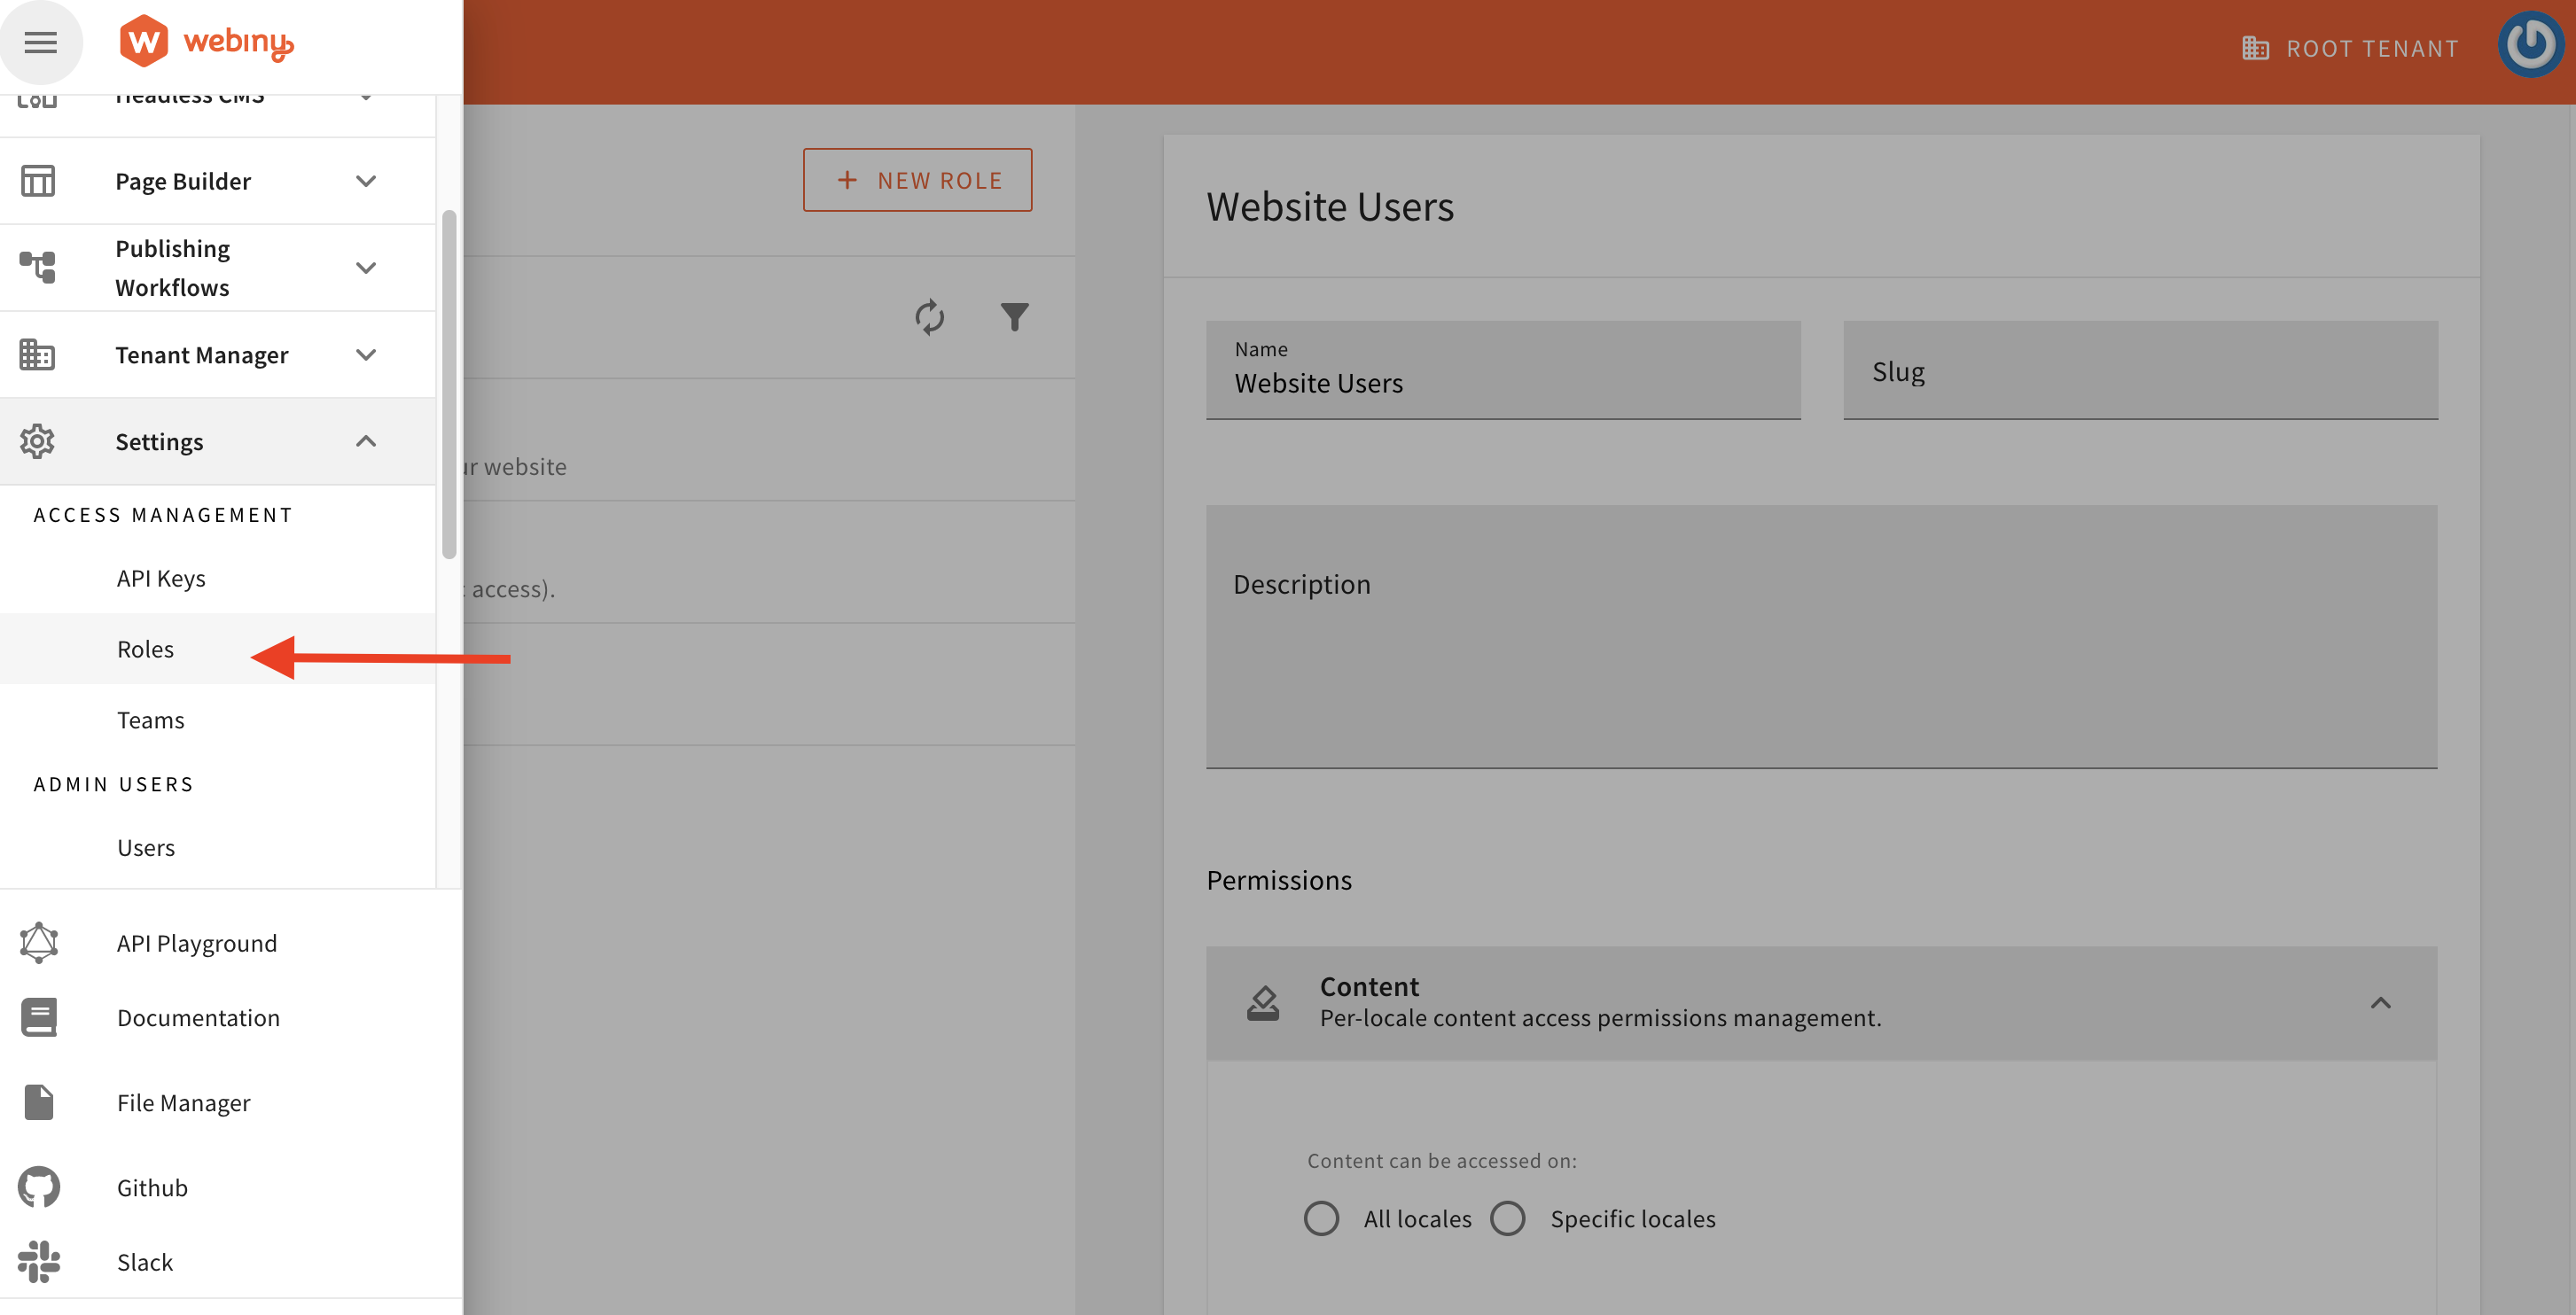 webiny
ROOT TENANT
Headless CMS
Page Builder
Publishing
Workflows
Tenant Manager
Settings
ACCESS MANAGEMENT
API Keys
Roles
Teams
ADMIN USERS
Users
API Playground
Documentation
File Manager
Github
Slack
+ NEW ROLE
website
access).
Website Users
Name
Website Users
Slug
Description
Permissions
Content
Per-locale content access permissions management.
Content can be accessed on:
All locales
Specific locales